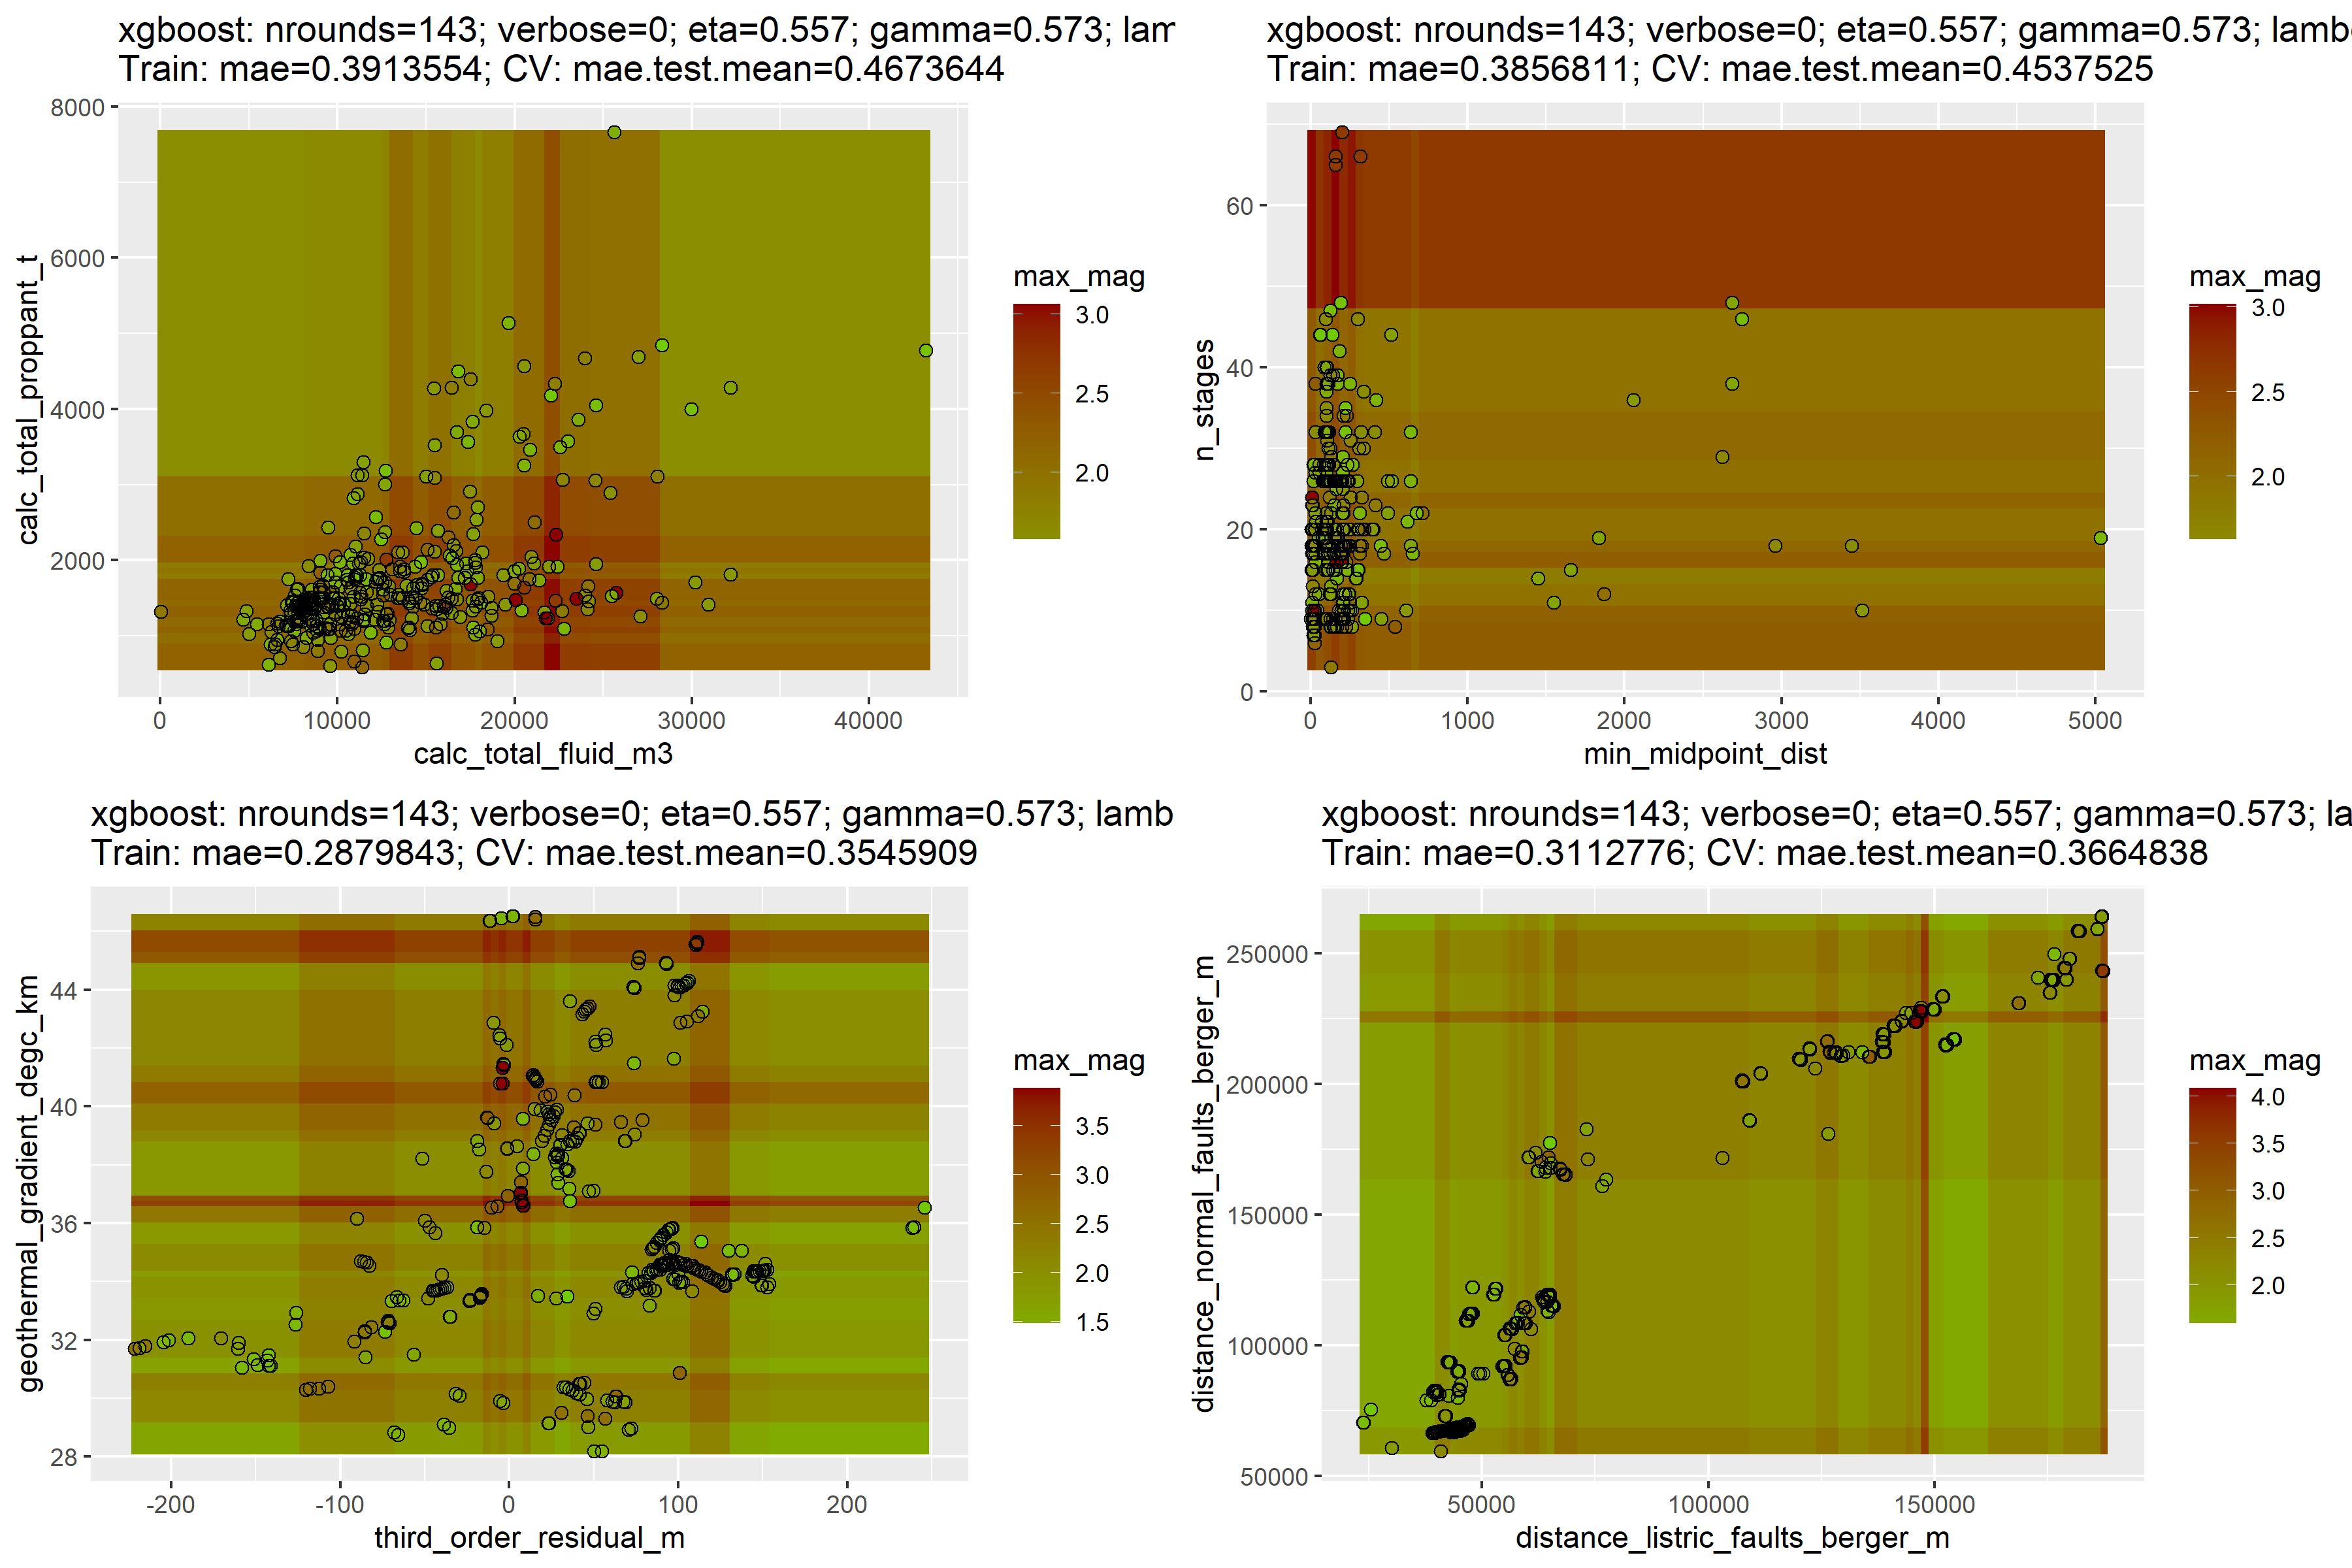 xgboost: nrounds=143; verbose=0; eta=0.557; gamma=0.573; lam
Train: mae=0.3913554; CV: mae.test.mean=0.4673644
8000
6000
4000
2000
calc_total_proppant_t
0
10000
20000
30000
40000
calc_total_fluid_m3
max_mag
3.0
2.5
2.0
xgboost: nrounds=143; verbose=0; eta=0.557; gamma=0.573; lamb
Train: mae=0.3856811; CV: mae.test.mean=0.4537525
60
40
20
0
n_stages
0
1000
2000
3000
4000
5000
min_midpoint_dist
max_mag
3.0
2.5
2.0
xgboost: nrounds=143; verbose=0; eta=0.557; gamma=0.573; lamb
Train: mae=0.2879843; CV: mae.test.mean=0.3545909
44
40
36
32
28
geothermal_gradient_degc_km
-200
-100
0
100
200
third_order_residual_m
max_mag
3.5
3.0
2.5
2.0
1.5
xgboost: nrounds=143; verbose=0; eta=0.557; gamma=0.573; la
Train: mae=0.3112776; CV: mae.test.mean=0.3664838
250000
200000
150000
100000
50000
distance_normal_faults_berger_m
50000
100000
150000
distance_listric_faults_berger_m
max_mag
4.0
3.5
3.0
2.5
2.0